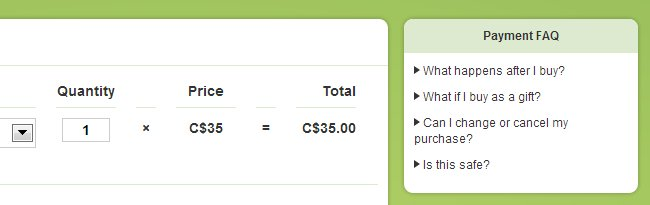 Quantity Price Total
1 × C$35 = C$35.00
Payment FAQ
What happens after I buy?
What if I buy as a gift?
Can I change or cancel my
purchase?
Is this safe?